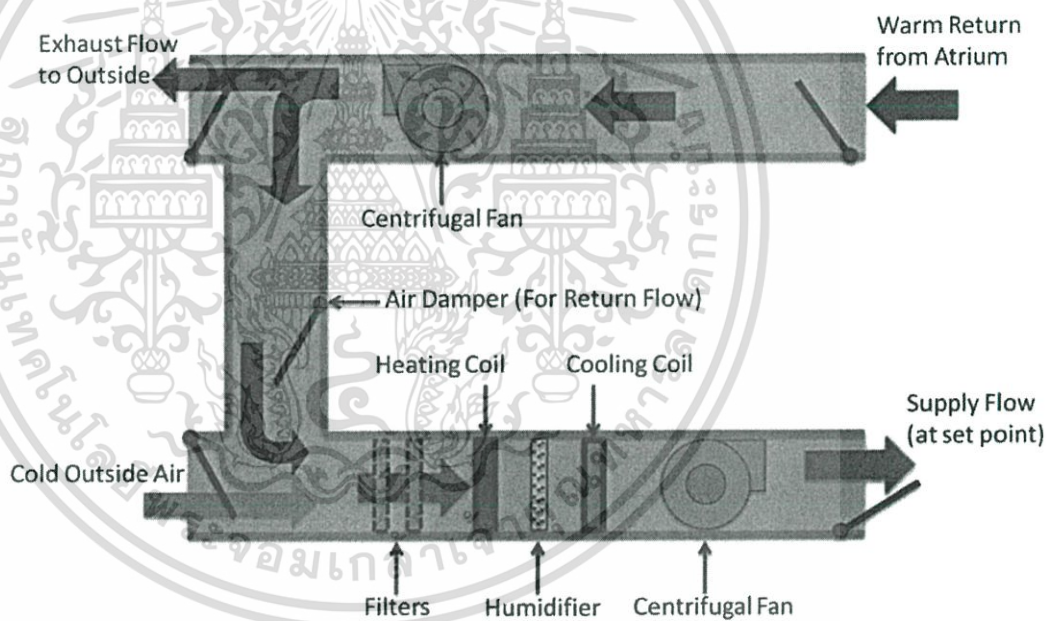 Exhaust Flow
to Outside
Warm Return
from Atrium
Centrifugal Fan
Air Damper (For Return Flow)
Heating Coil
Cooling Coil
Supply Flow
(at set point)
Cold Outside Air
Filters
Humidifier
Centrifugal Fan